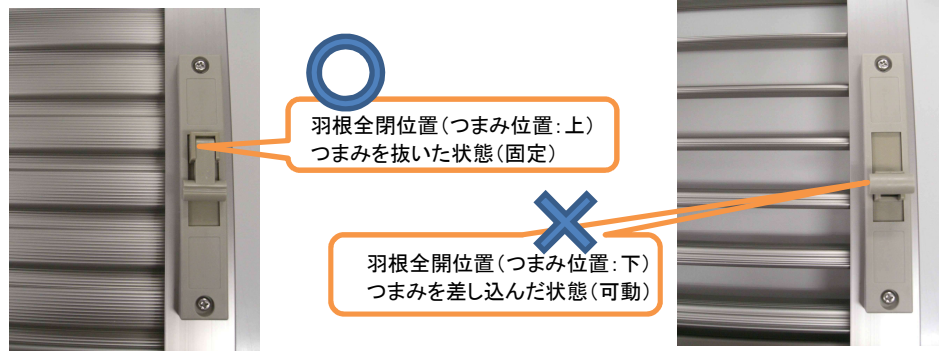 羽根全閉位置(つまみ位置:上)
つまみを抜いた状態(固定)
羽根全開位置(つまみ位置:下)
つまみを差し込んだ状態(可動)